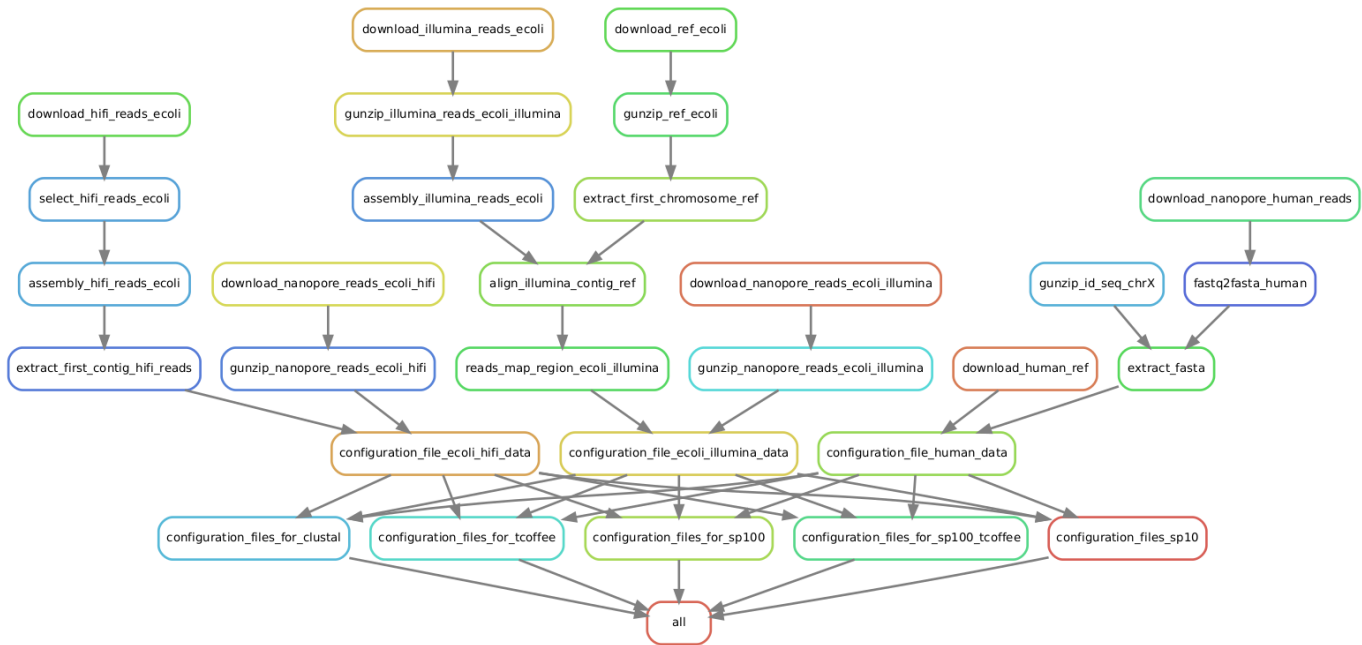 download_illumina_reads_ecoli
download_ref_ecoli
download_hifi_reads_ecoli
gunzip_illumina_reads_ecoli_illumina
gunzip_ref_ecoli
select_hifi_reads_ecoli
assembly_illumina_reads_ecoli
extract_first_chromosome_ref
download_nanopore_human_reads
assembly_hifi_reads_ecoli
download_nanopore_reads_ecoli_hifi
align_illumina_contig_ref
download_nanopore_reads_ecoli_illumina
gunzip_id_seq_chrX
fastq2fasta_human
extract_first_contig_hifi_reads
gunzip_nanopore_reads_ecoli_hifi
reads_map_region_ecoli_illumina
gunzip_nanopore_reads_ecoli_illumina
download_human_ref
extract_fasta
configuration_file_ecoli_hifi_data
configuration_file_ecoli_illumina_data
configuration_file_human_data
configuration_files_for_clustal
configuration_files_for_tcoffee
configuration_files_for_sp100
configuration_files_for_sp100_tcoffee
configuration_files_sp10
all